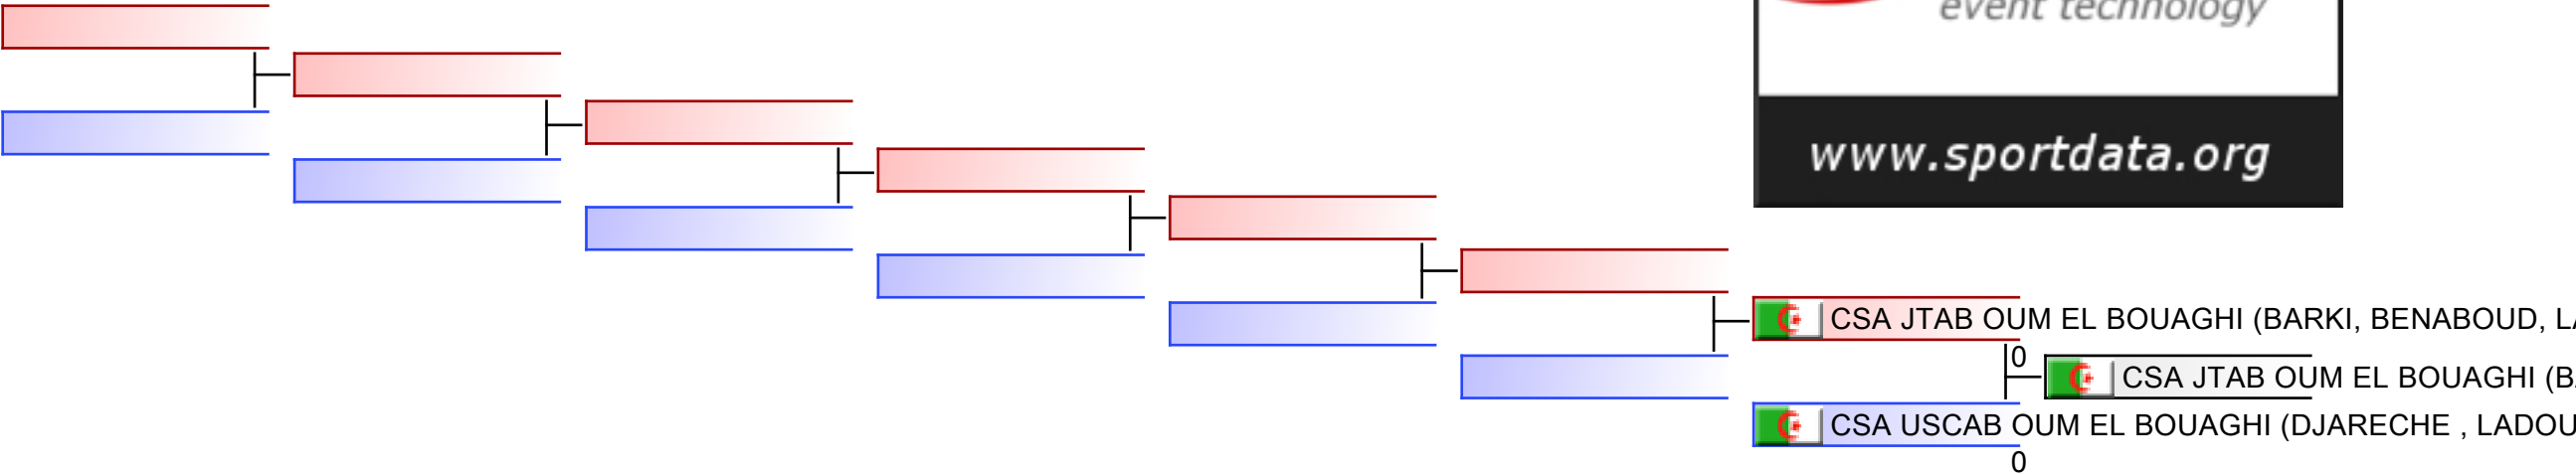 event technology
www.sportdata.org
CSA JTAB OUM EL BOUAGHI (BARKI, BENABOUD,
0
CSA JTAB OUM EL BOUAGHI
CSA USCAB OUM EL BOUAGHI (DJARECHE ,
0